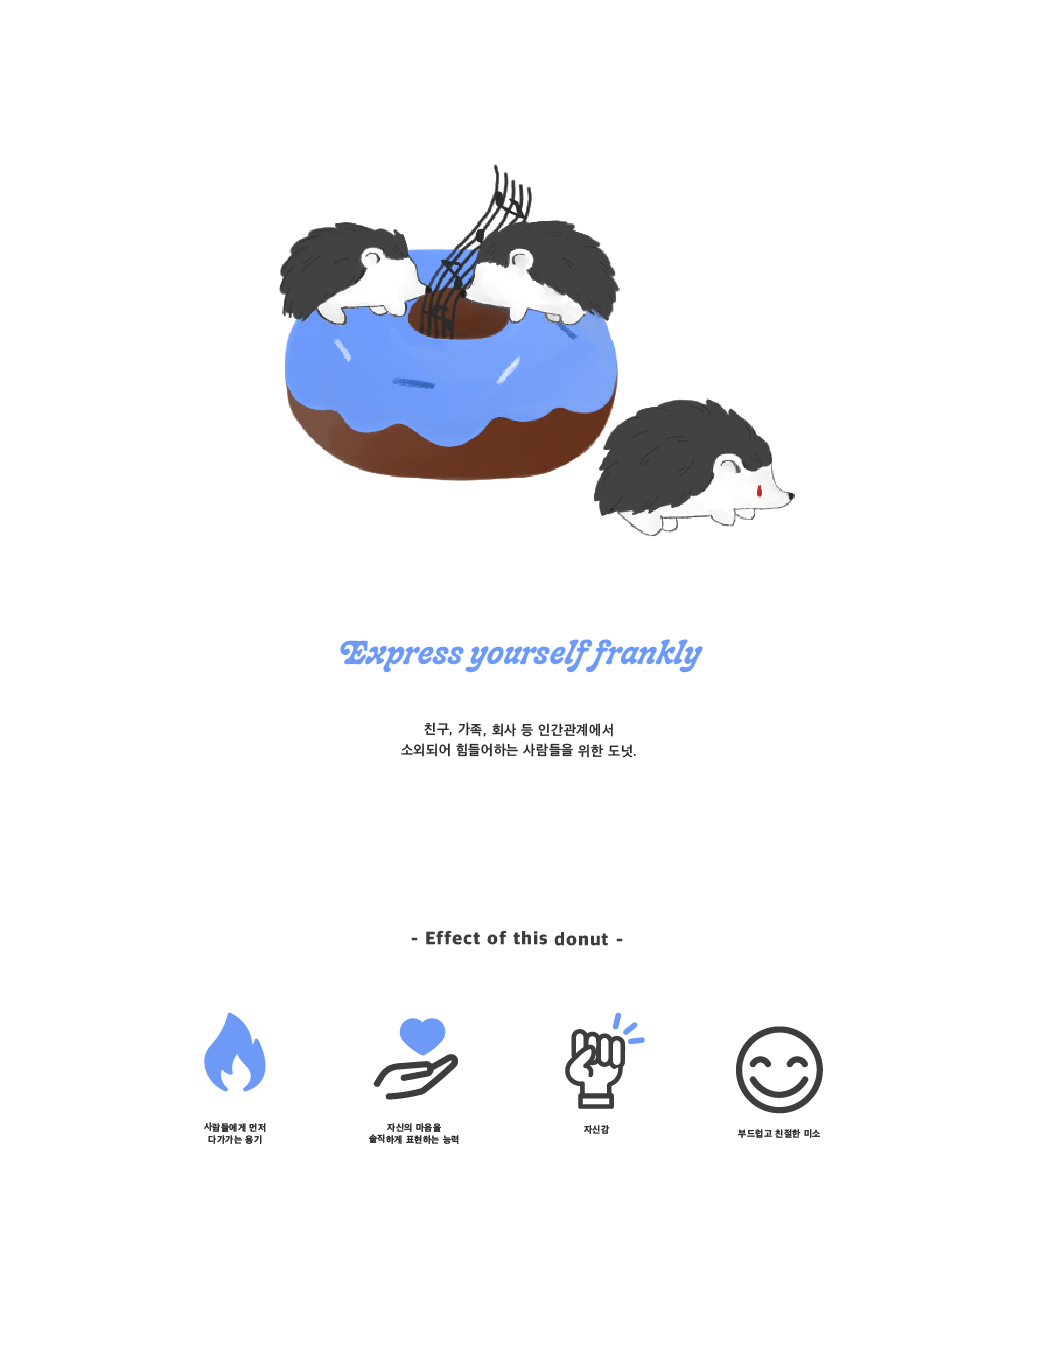 Express yourself frankly
친구, 가족, 회사 등 인간관계에서
소외되어 힘들어하는 사람들을 위한 도넛.
- Effect of this donut -
사람들에게 먼저
다가가는 용기
자신의 마음을
솔직하게 표현하는 능력
자신감
부드럽고 친절한 미소